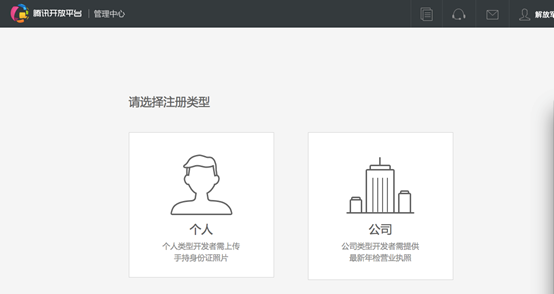 腾讯开放平台 | 管理中心
解放军
请选择注册类型
个人
个人类型开发者需上传
手持身份证照片
公司
公司类型开发者需提供
最新年检营业执照